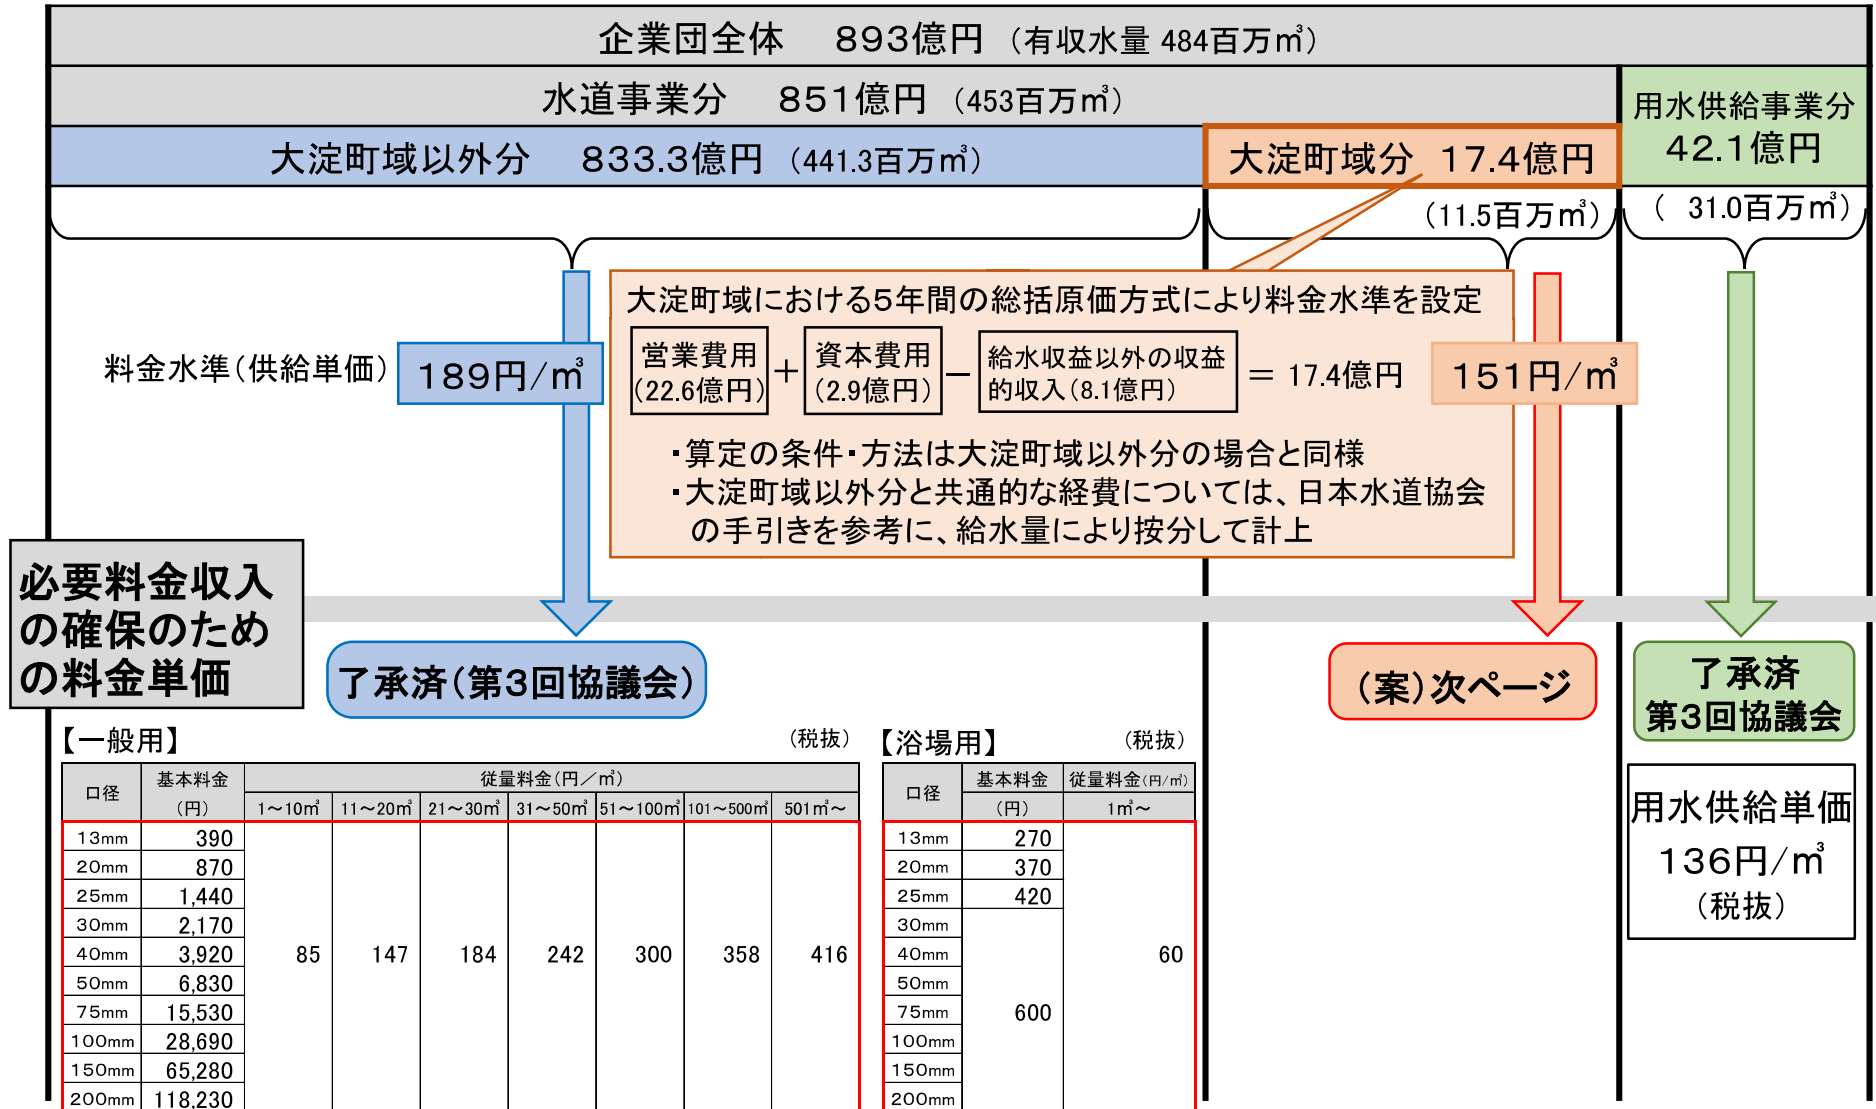 企業団全体　893億円（有収水量 484百万㎥）
水道事業分　851億円（453百万㎥）
用水供給事業分
42.1億円
大淀町域以外分　833.3億円（441.3百万㎥）
大淀町域分 17.4億円
（11.5百万㎥）
（ 31.0百万㎥）
大淀町域における5年間の総括原価方式により料金水準を設定
料金水準（供給単価）
189円/㎥
営業費用
（22.6億円）
＋
資本費用
（2.9億円）
－
給水収益以外の収益
的収入（8.1億円）
＝ 17.4億円
151円/㎥
・算定の条件・方法は大淀町域以外分の場合と同様
・大淀町域以外分と共通的な経費については、日本水道協会
の手引きを参考に、給水量により按分して計上
必要料金収入
の確保のため
の料金単価
了承済（第3回協議会）
（案）次ページ
了承済
第3回協議会
【一般用】 （税抜）
口径 基本料金 従量料金（円／㎥）
（円） 1～10㎥ 11～20㎥ 21～30㎥ 31～50㎥ 51～100㎥ 101～500㎥ 501㎥～
13mm 390
20mm 870
25mm 1,440
30mm 2,170
40mm 3,920 85 147 184 242 300 358 416
50mm 6,830
75mm 15,530
100mm 28,690
150mm 65,280
200mm 118,230
【浴場用】 （税抜）
口径 基本料金 従量料金（円/㎥）
（円） 1㎥～
13mm 270
20mm 370
25mm 420
30mm
40mm 60
50mm
75mm 600
100mm
150mm
200mm
用水供給単価
136円/㎥
（税抜）